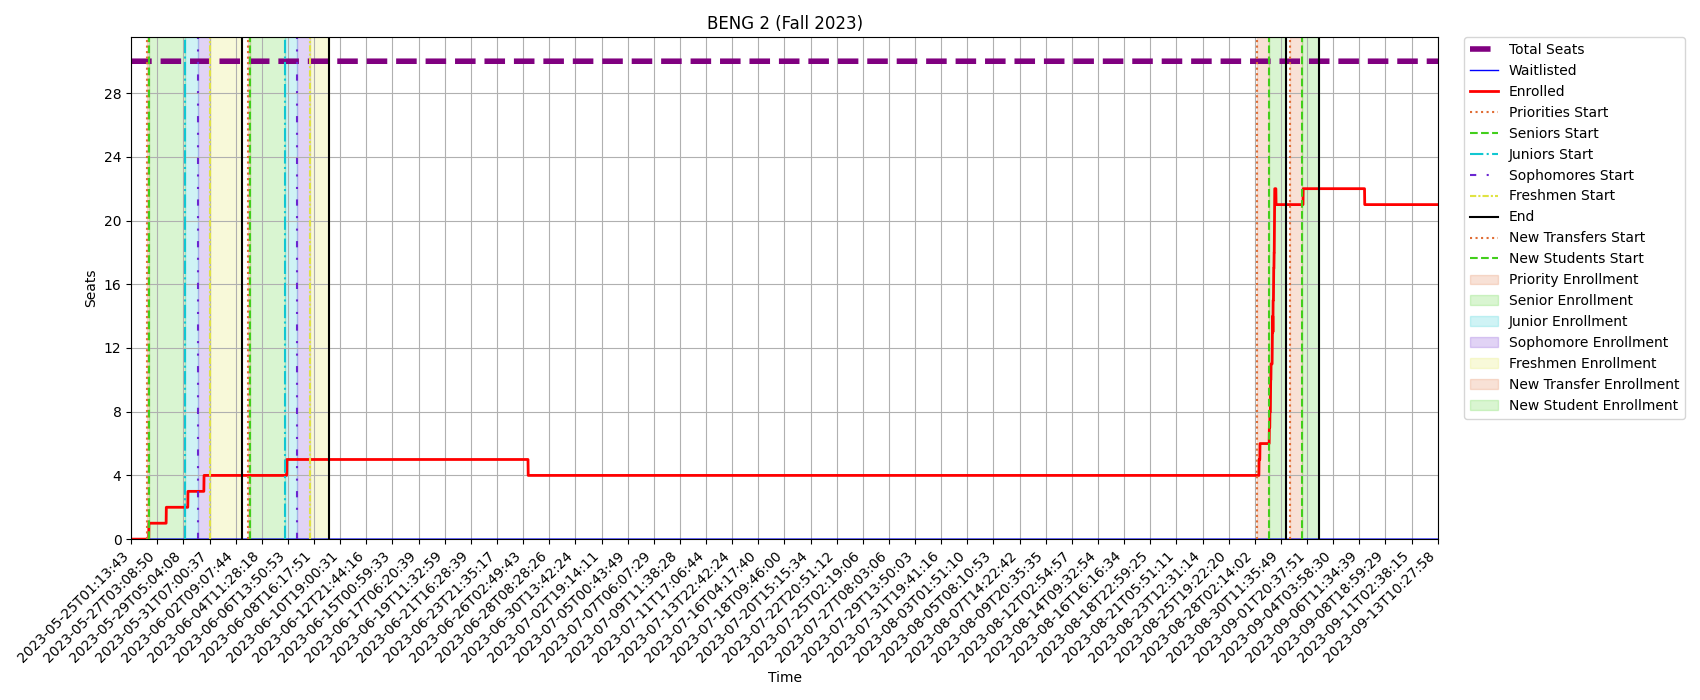 BENG 2 (Fall 2023)
Seats
28
24
20
16
12
8
4
0
2023-05-25T01:13:43
2023-05-27T03:08:50
2023-05-29T05:04:08
2023-05-31T07:00:37
2023-06-02T09:07:44
2023-06-04T11:28:18
2023-06-06T13:50:53
2023-06-08T16:17:51
2023-06-10T19:00:31
2023-06-12T21:44:16
2023-06-15T00:59:33
2023-06-17T06:20:39
2023-06-19T11:32:59
2023-06-21T16:28:39
2023-06-23T21:35:17
2023-06-26T02:49:43
2023-06-28T08:28:26
2023-06-30T13:42:24
2023-07-02T19:14:11
2023-07-05T00:43:49
2023-07-07T06:07:29
2023-07-09T11:38:28
2023-07-11T17:06:44
2023-07-13T22:42:24
2023-07-16T04:17:40
2023-07-18T09:46:00
2023-07-20T15:15:34
2023-07-22T20:51:12
2023-07-25T02:19:06
2023-07-27T08:03:06
2023-07-29T13:50:03
2023-07-31T19:41:16
2023-08-03T01:51:10
2023-08-05T08:10:53
2023-08-07T14:22:42
2023-08-09T20:35:35
2023-08-12T02:54:57
2023-08-14T09:32:54
2023-08-16T16:16:34
2023-08-18T22:59:25
2023-08-21T05:51:11
2023-08-23T12:31:14
2023-08-25T19:22:20
2023-08-28T02:14:02
2023-08-30T11:35:49
2023-09-01T20:37:51
2023-09-04T03:58:30
2023-09-06T11:34:39
2023-09-08T18:59:29
2023-09-11T02:38:15
2023-09-13T10:27:58
Time
Total Seats
Waitlisted
Enrolled
Priorities Start
Seniors Start
Juniors Start
Sophomores Start
Freshmen Start
End
New Transfers Start
New Students Start
Priority Enrollment
Senior Enrollment
Junior Enrollment
Sophomore Enrollment
Freshmen Enrollment
New Transfer Enrollment
New Student Enrollment